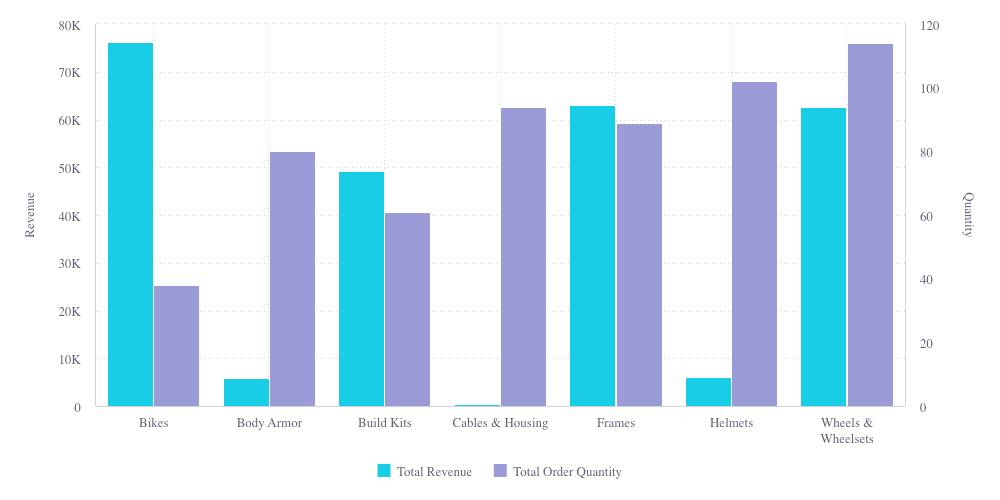 80K
70K
60K
50K
40K
30K
20K
10K
0
Revenue
120
100
80
60
40
20
0
Quantity
Bikes
Body Armor
Build Kits
Cables & Housing
Frames
Helmets
Wheels &
Wheelsets
Total Revenue
Total Order Quantity